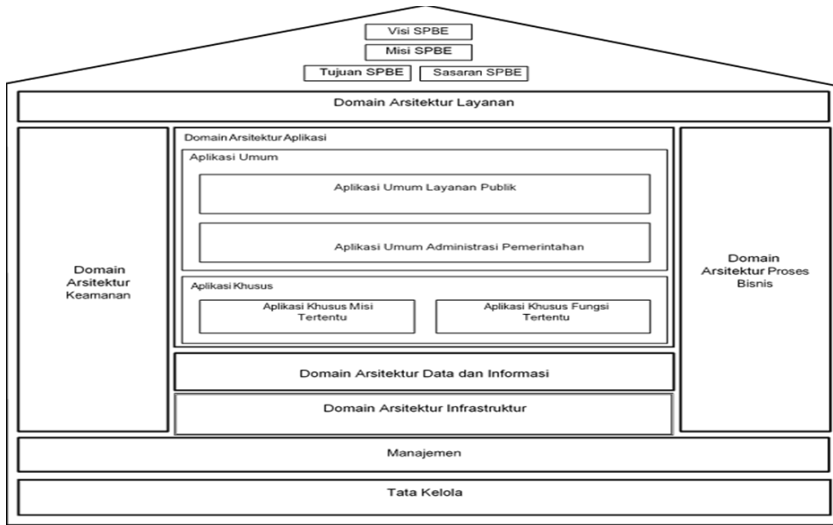 Visi SPBE
Misi SPBE
Tujuan SPBE
Sasaran SPBE
Domain Arsitektur Layanan
Domain
Arsitektur
Keamanan
Domain Arsitektur Aplikasi
Aplikasi Umum
Aplikasi Umum Layanan Publik
Aplikasi Umum Administrasi Pemerintahan
Aplikasi Khusus
Aplikasi Khusus Misi
Tertentu
Aplikasi Khusus Fungsi
Tertentu
Domain Arsitektur Data dan Informasi
Domain Arsitektur Infrastruktur
Domain
Arsitektur Proses
Bisnis
Manajemen
Tata Kelola